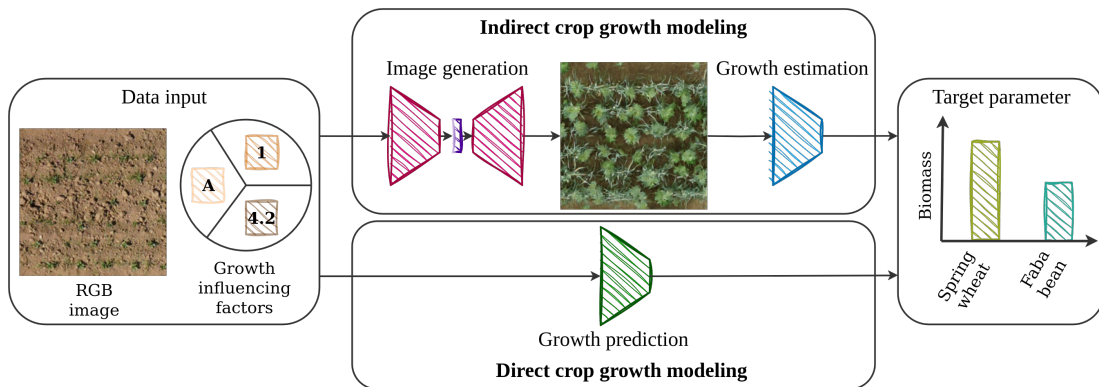 Indirect crop growth modeling
Image generation
Growth estimation
Data input
1
A
4.2
RGB
image
Growth
influencing
factors
Target parameter
Biomass
Spring
wheat
Faba
bean
Growth prediction
Direct crop growth modeling